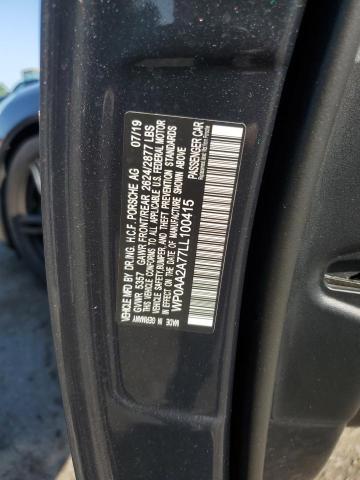 VEHICLE MFD BY DR.ING. H.C.F. PORSCHE AG 07/19
GVWR 5357 GAWR FRONT/REAR 2624/2877 LBS
THIS VEHICLE CONFORMS TO ALL APPLICABLE U.S. FEDERAL MOTOR
VEHICLE SAFETY, BUMPER, AND THEFT PREVENTION STANDARDS
IN EFFECT ON THE DATE OF MANUFACTURE SHOWN ABOVE
WP0AA2A77LL100415 PASSENGER CAR
MADE IN GERMANY